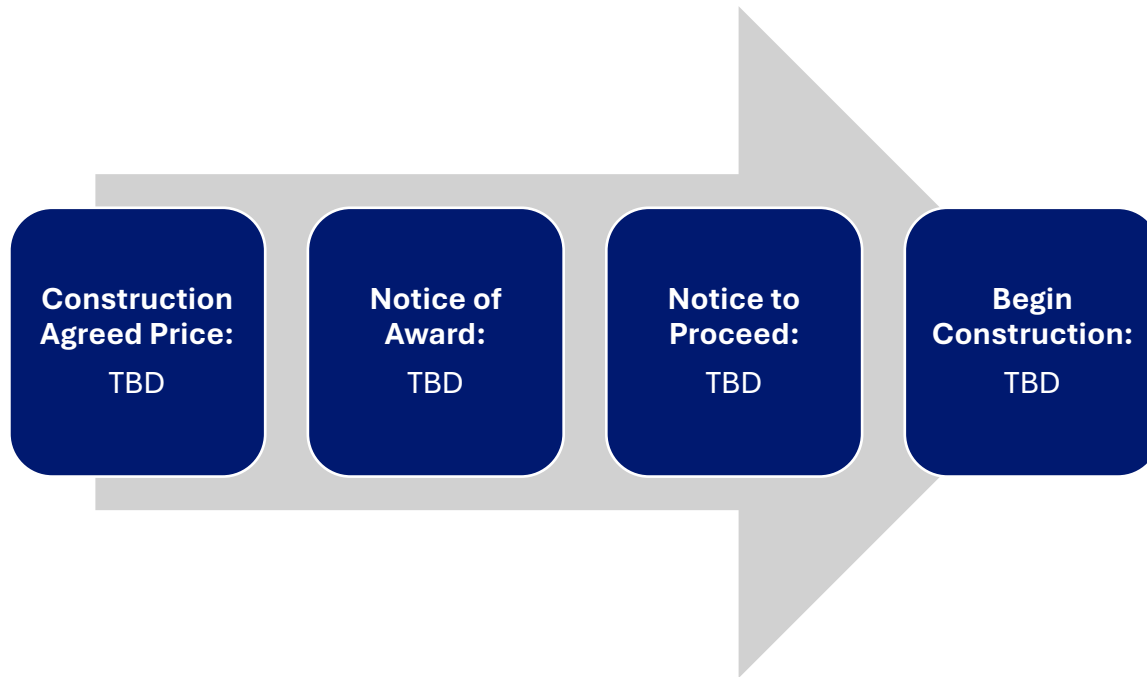 Construction
Agreed Price:
TBD
Notice of
Award:
TBD
Notice to
Proceed:
TBD
Begin
Construction:
TBD